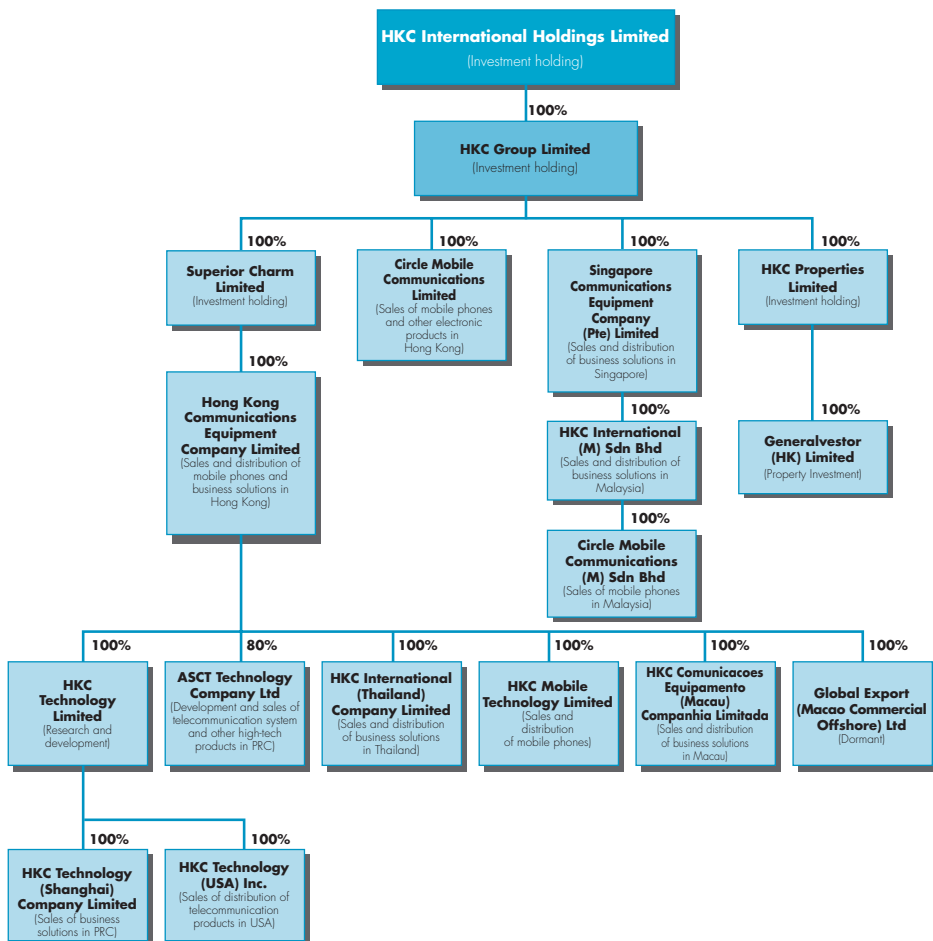 HKC International Holdings Limited
(Investment holding)
100%
HKC Group Limited
(Investment holding)
100%
100%
100%
100%
Superior Charm
Limited
(Investment holding)
Circle Mobile
Communications
Limited
(Sales of mobile phones
and other electronic
products in
Hong Kong)
Singapore
Communications
Equipment
Company
(Pte) Limited
(Sales and distribution
of business solutions in
Singapore)
HKC Properties
Limited
(Investment holding)
100%
Hong Kong
Communications
Equipment
Company Limited
(Sales and distribution of
mobile phones and
business solutions in
Hong Kong)
100%
HKC International
(M) Sdn Bhd
(Sales and distribution of
business solutions in
Malaysia)
100%
Generalvestor
(HK) Limited
(Property Investment)
100%
Circle Mobile
Communications
(M) Sdn Bhd
(Sales of mobile phones
in Malaysia)
100%
80%
100%
100%
100%
100%
HKC
Technology
Limited
(Research and
development)
ASCT Technology
Company Ltd
(Development and sales of
telecommunication system
and other high-tech
products in PRC)
HKC International
(Thailand)
Company Limited
(Sales and distribution
of business solutions
in Thailand)
HKC Mobile
Technology Limited
(Sales and
distribution
of mobile phones)
HKC Comunicacoes
Equipamento
(Macau)
Companhia Limitada
(Sales and distribution
of business solutions
in Macau)
Global Export
(Macao Commercial
Offshore) Ltd
(Dormant)
100%
100%
HKC Technology
(Shanghai)
Company Limited
(Sales of business
solutions in PRC)
HKC Technology
(USA) Inc.
(Sales of distribution of
telecommunication
products in USA)